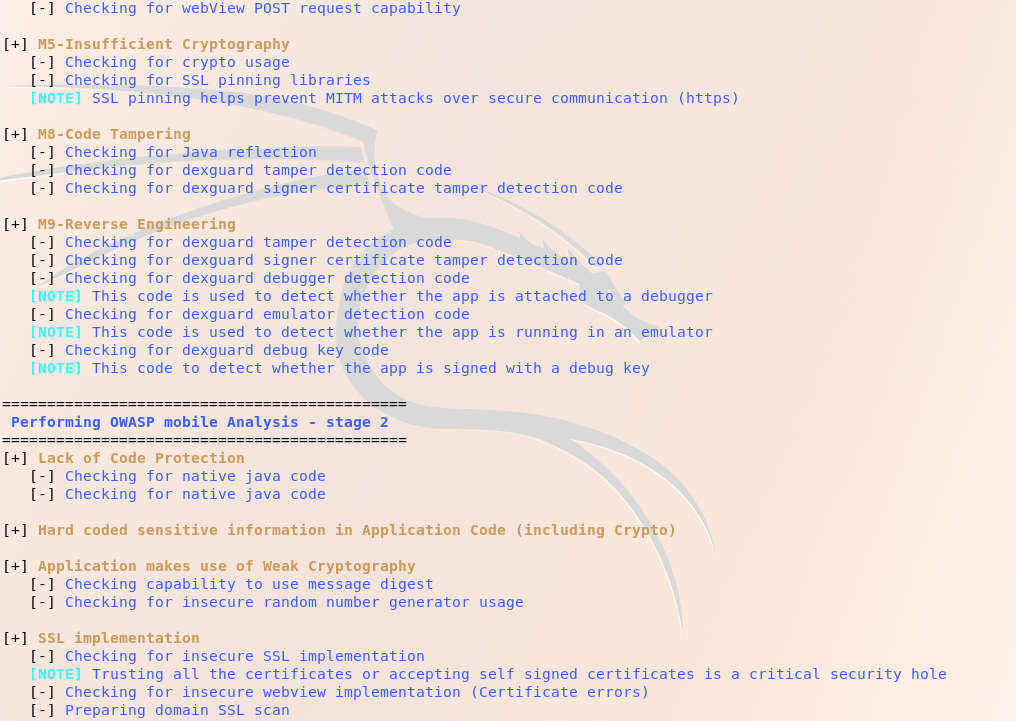 [-] Checking for webView POST request capability
[+] M5-Insufficient Cryptography
[-] Checking for crypto usage
[-] Checking for SSL pinning libraries
[NOTE] SSL pinning helps prevent MITM attacks over secure communication (https)
[+] M8-Code Tampering
[-] Checking for Java reflection
[-] Checking for dexguard tamper detection code
[-] Checking for dexguard signer certificate tamper detection code
[+] M9-Reverse Engineering
[-] Checking for dexguard tamper detection code
[-] Checking for dexguard signer certificate tamper detection code
[-] Checking for dexguard debugger detection code
[NOTE] This code is used to detect whether the app is attached to a debugger
[-] Checking for dexguard emulator detection code
[NOTE] This code is used to detect whether the app is running in an emulator
[-] Checking for dexguard debug key code
[NOTE] This code to detect whether the app is signed with a debug key
=============================================
Performing OWASP mobile Analysis - stage 2
=============================================
[+] Lack of Code Protection
[-] Checking for native java code
[-] Checking for native java code
[+] Hard coded sensitive information in Application Code (including Crypto)
[+] Application makes use of Weak Cryptography
[-] Checking capability to use message digest
[-] Checking for insecure random number generator usage
[+] SSL implementation
[-] Checking for insecure SSL implementation
[NOTE] Trusting all the certificates or accepting self signed certificates is a critical security hole
[-] Checking for insecure webview implementation (Certificate errors)
[-] Preparing domain SSL scan